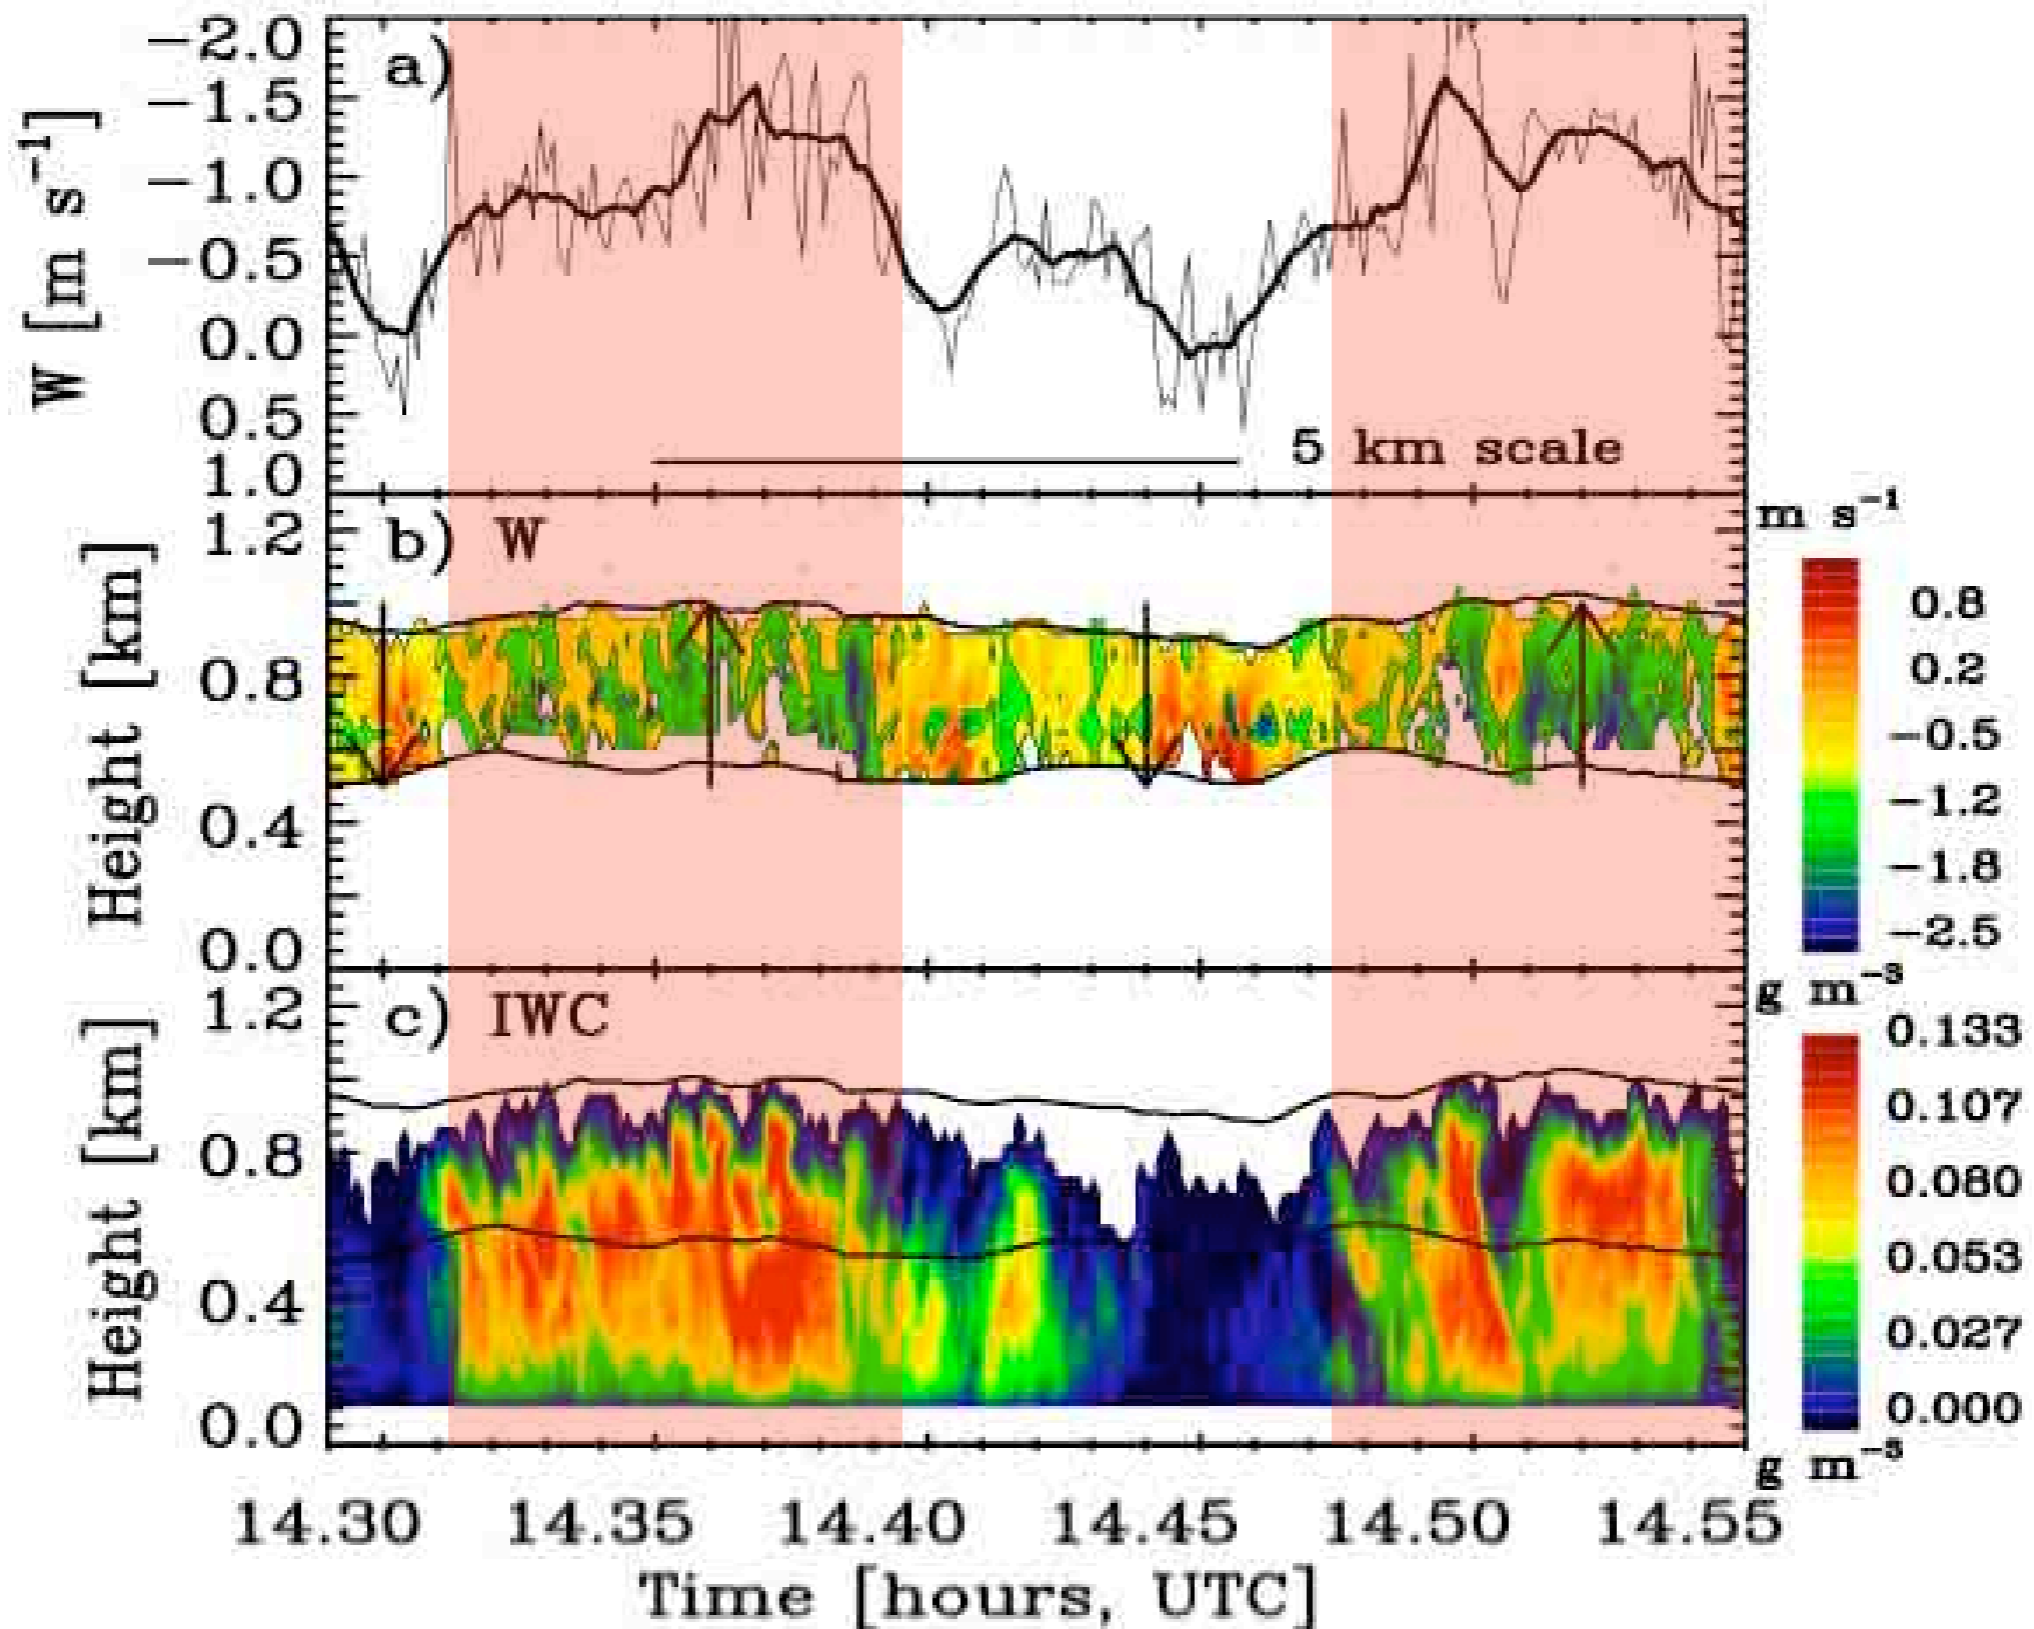 a)
W [m s⁻¹]
−2.0
−1.5
−1.0
−0.5
0.0
0.5
1.0
5 km scale
b) W
Height [km]
1.2
0.8
0.4
0.0
m s⁻¹
0.8
0.2
−0.5
−1.2
−1.8
−2.5
g m⁻³
c) IWC
Height [km]
1.2
0.8
0.4
0.0
0.133
0.107
0.080
0.053
0.027
0.000
g m⁻³
14.30 14.35 14.40 14.45 14.50 14.55
Time [hours, UTC]